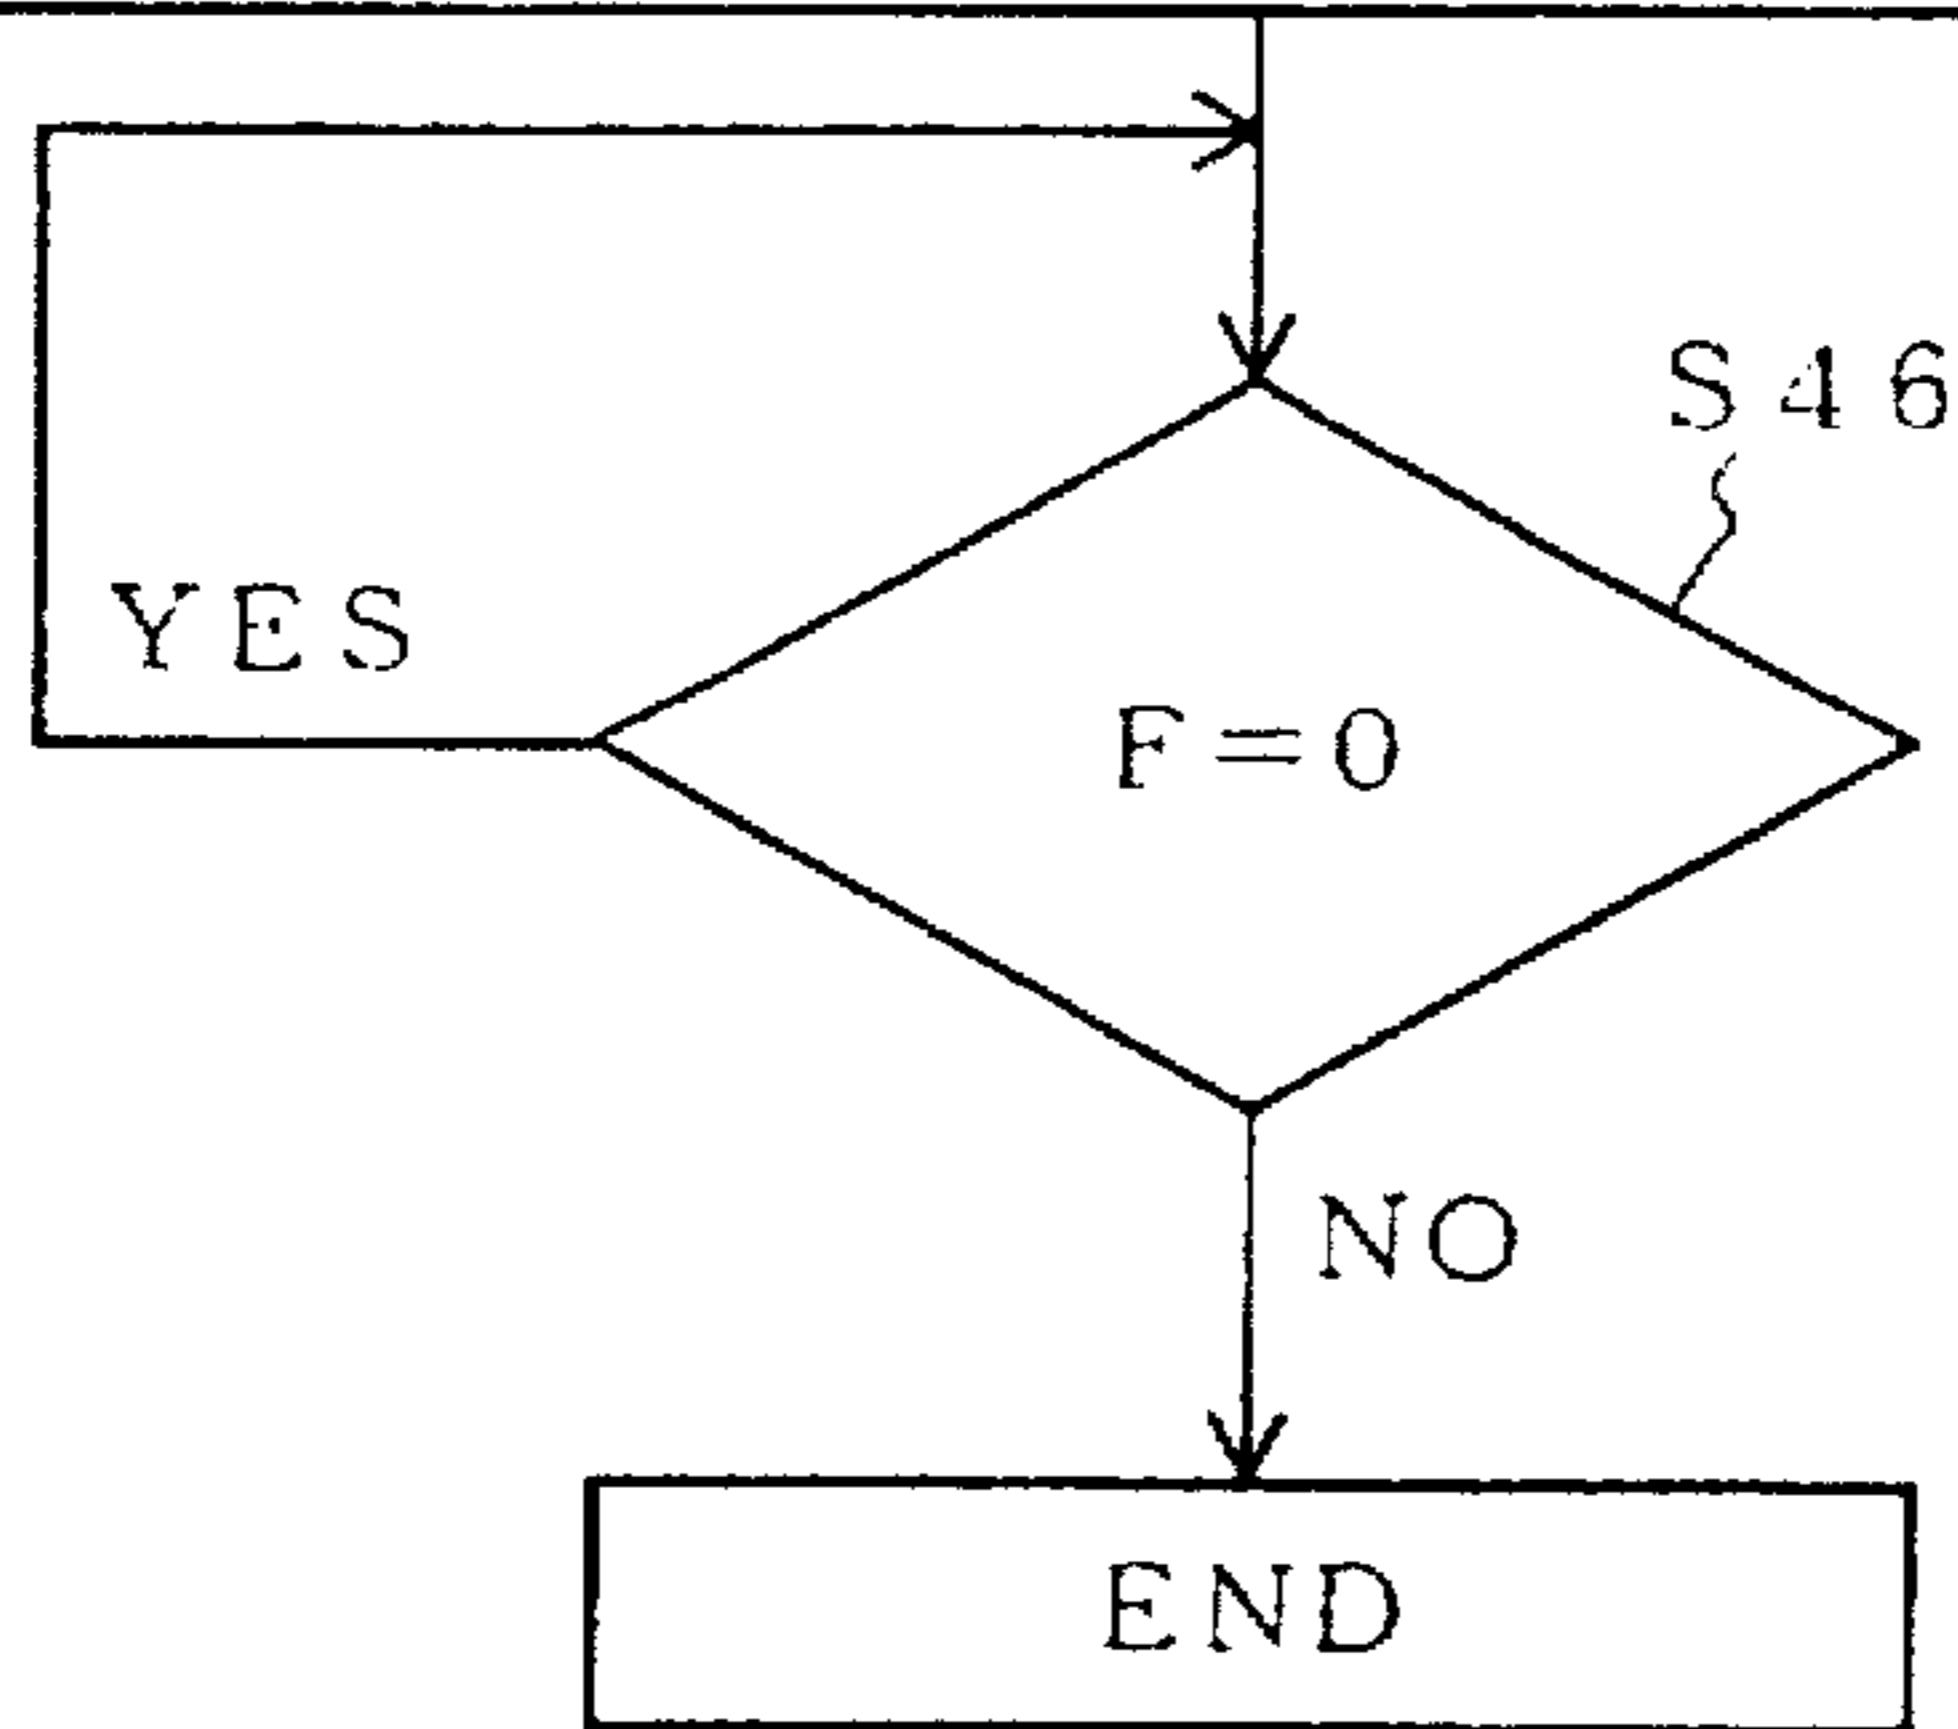 S46
YES
F=0
NO
END